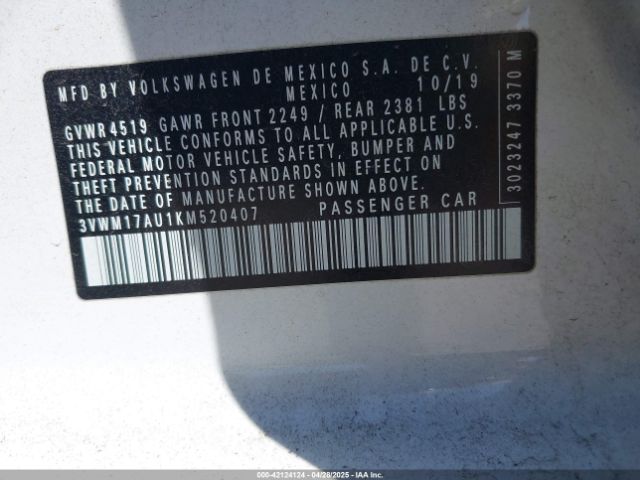 MFD BY VOLKSWAGEN DE MEXICO S.A. DE C.V.
MEXICO 10/19
GVWR 4519 GAWR FRONT 2249 / REAR 2381 LBS
THIS VEHICLE CONFORMS TO ALL APPLICABLE U.S.
FEDERAL MOTOR VEHICLE SAFETY, BUMPER AND
THEFT PREVENTION STANDARDS IN EFFECT ON
THE DATE OF MANUFACTURE SHOWN ABOVE.
3VWM17AU1KM520407 PASSENGER CAR
3023247 3370 M
000-42124124 - 04/28/2025 - IAA Inc.